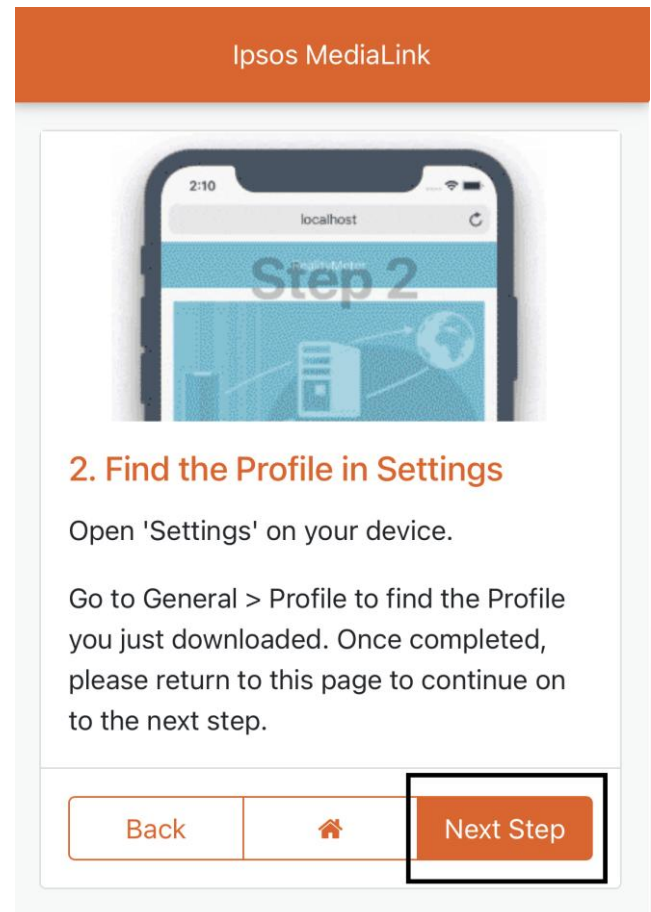 Ipsos MediaLink
2:10
localhost
RealityMeter
Step 2
2. Find the Profile in Settings
Open 'Settings' on your device.
Go to General > Profile to find the Profile
you just downloaded. Once completed,
please return to this page to continue on
to the next step.
Back
Next Step